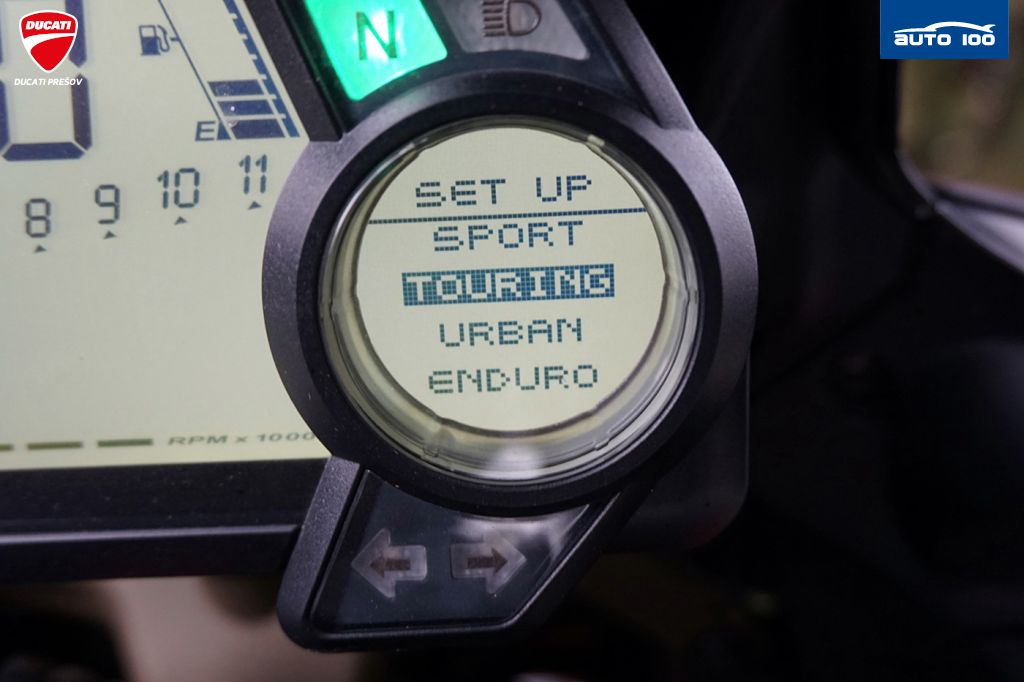 DUCATI
DUCATI PREŠOV
AUTO 100
N
E
8 9 10 11
SET UP
SPORT
TOURING
URBAN
ENDURO
RPM x 1000